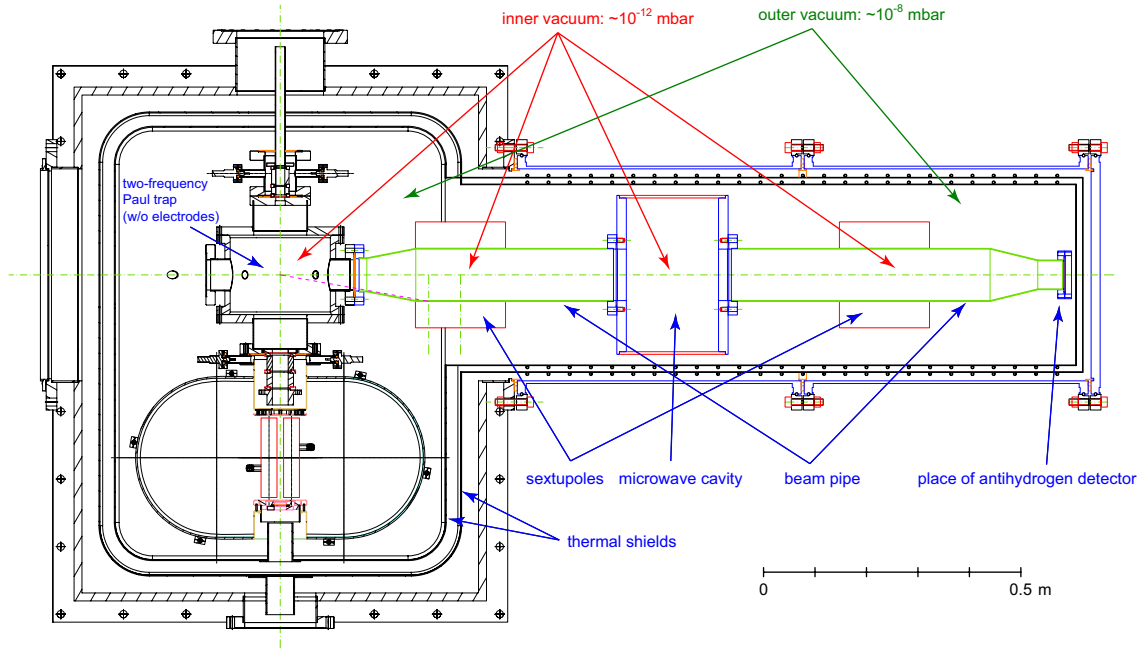 inner vacuum: ~10⁻¹² mbar
outer vacuum: ~10⁻⁸ mbar
two-frequency
Paul trap
(w/o electrodes)
sextupoles
microwave cavity
beam pipe
place of antihydrogen detector
thermal shields
0
0.5 m